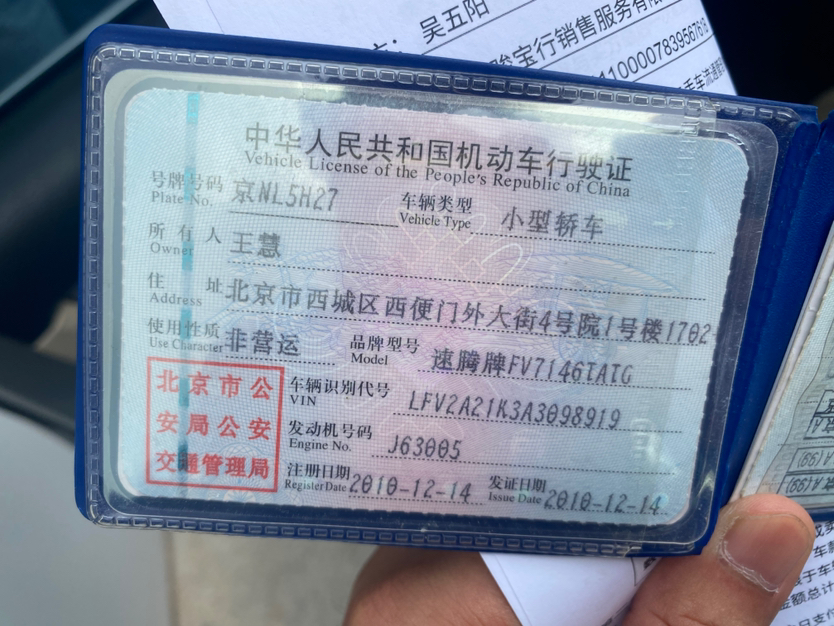 吴五阳
宝行销售服务有限
110000783956761
中华人民共和国机动车行驶证
Vehicle License of the People's Republic of China
号牌号码 京NL5H27 车辆类型 小型轿车
Plate No. Vehicle Type
所有人 王慧
Owner
住址 北京市西城区西便门外大街4号院1号楼1702
Address
使用性质 非营运 品牌型号 速腾牌FV7146TATG
Use Character Model
北京市公
安局公安
交通管理局
车辆识别代号 LFV2A21K3A3098919
VIN
发动机号码 J63005
Engine No.
注册日期 2010-12-14 发证日期 2010-12-14
Register Date Issue Date
金额总计